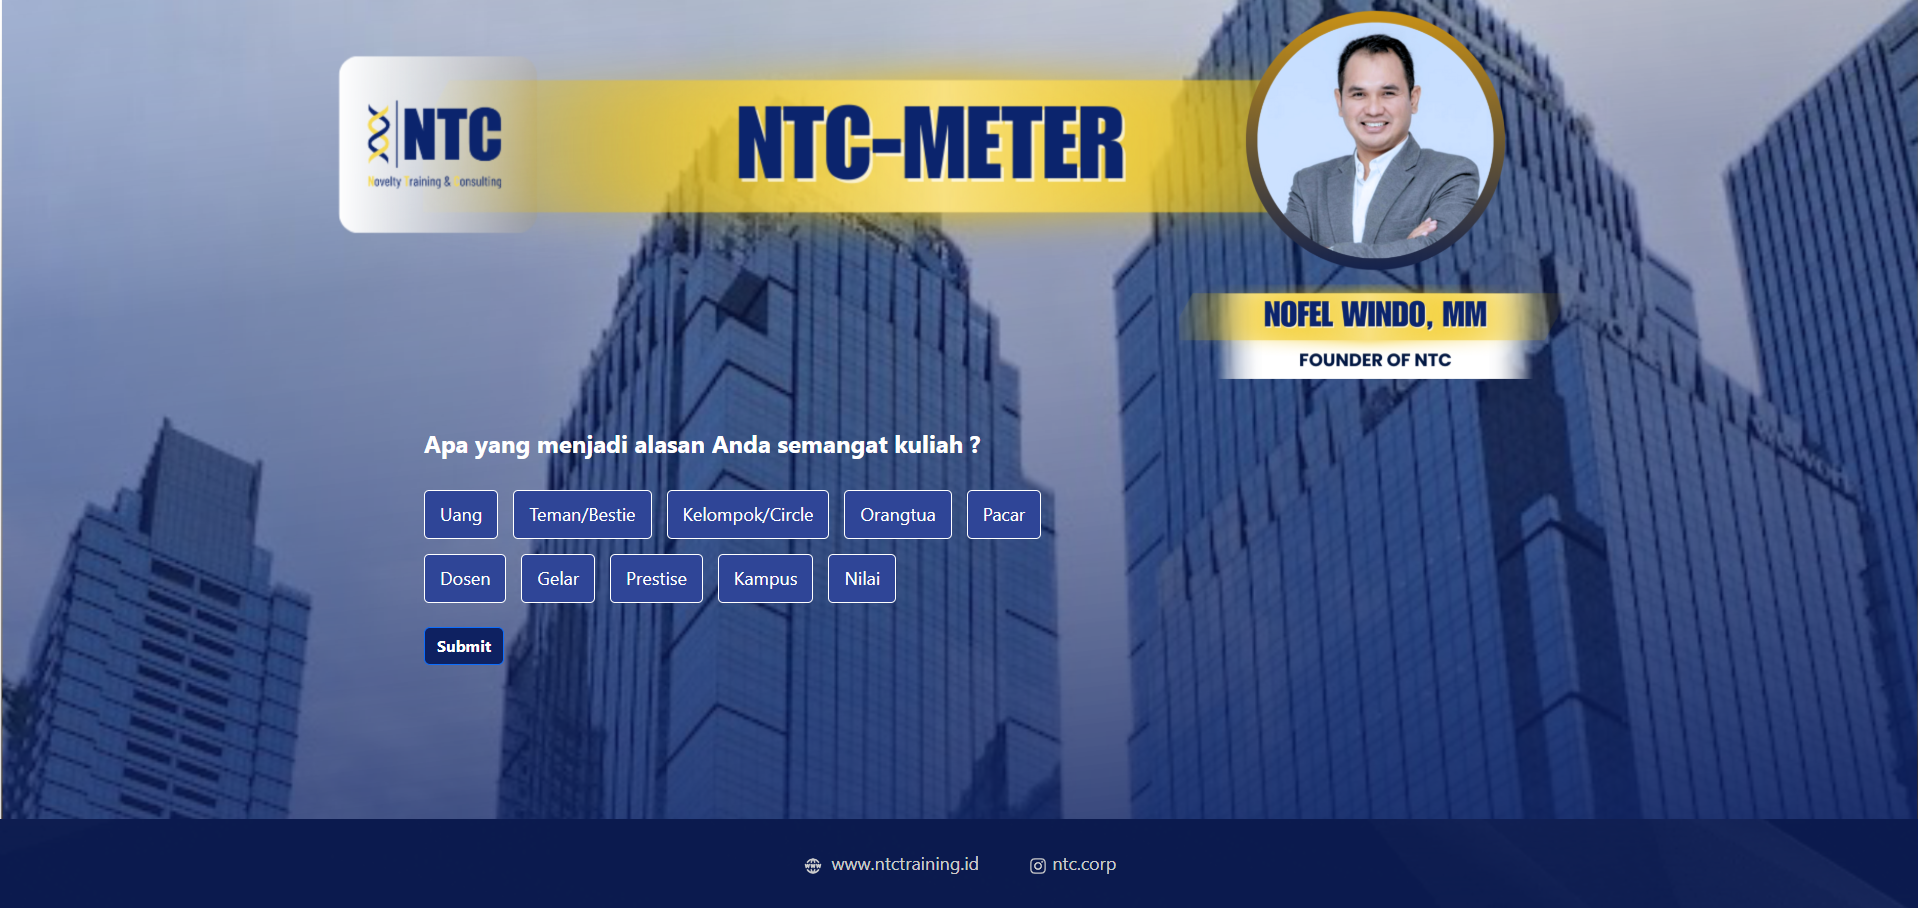 NTC
Novelty Training & Consulting
NTC-METER
NOFEL WINDO, MM
FOUNDER OF NTC
Apa yang menjadi alasan Anda semangat kuliah ?
Uang Teman/Bestie Kelompok/Circle Orangtua Pacar
Dosen Gelar Prestise Kampus Nilai
Submit
www.ntctraining.id ntc.corp